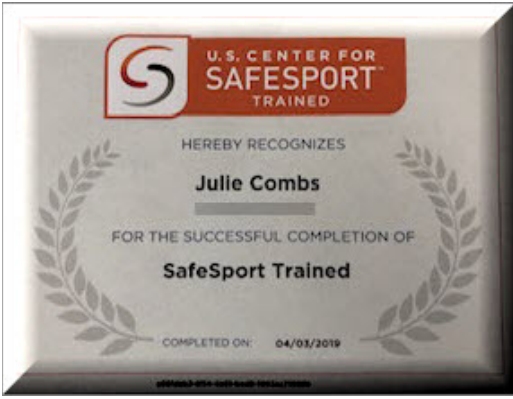 U.S. CENTER FOR
SAFESPORT™
TRAINED
HEREBY RECOGNIZES
Julie Combs
FOR THE SUCCESSFUL COMPLETION OF
SafeSport Trained
COMPLETED ON: 04/03/2019